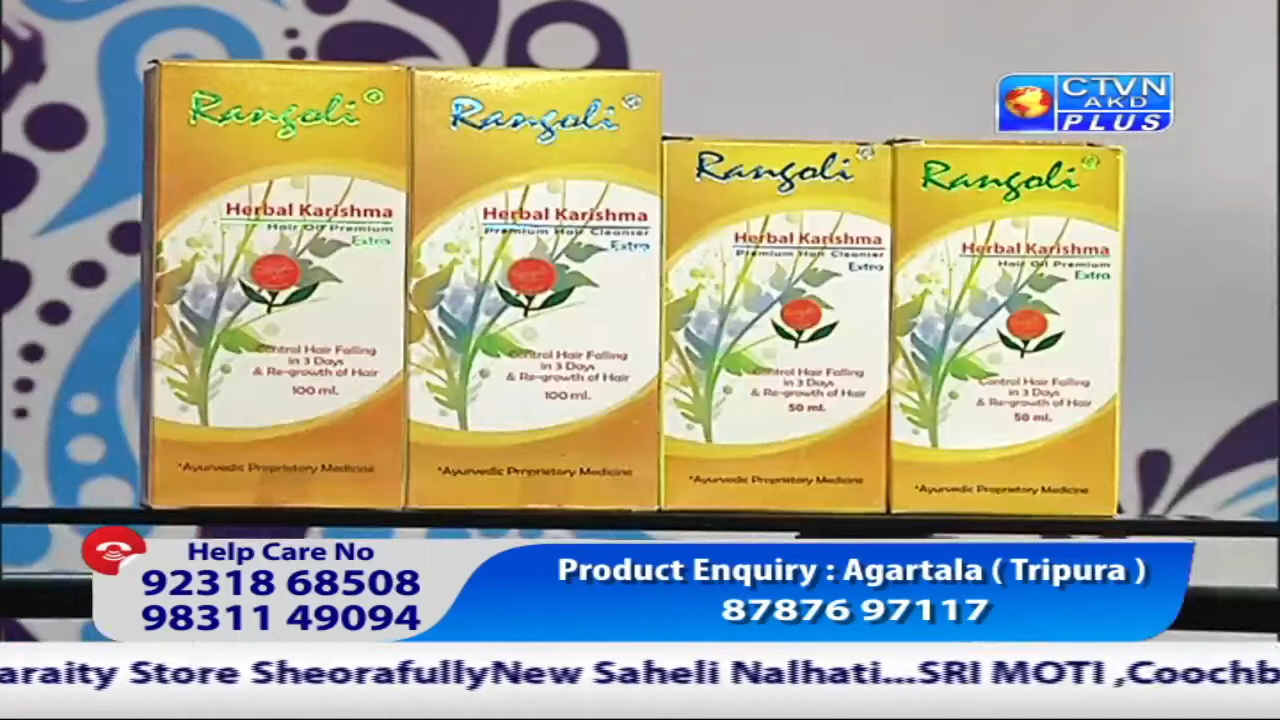 Rangoli
Herbal Karishma
Hair Oil Premium
Extra
Control Hair Falling
in 3 Days
& Re-growth of Hair
100 ml.
*Ayurvedic Proprietary Medicine
Rangoli
Herbal Karishma
Premium Hair Cleanser
Extra
Control Hair Falling
in 3 Days
& Re-growth of Hair
100 ml.
*Ayurvedic Proprietary Medicine
Rangoli
Herbal Karishma
Premium Hair Cleanser
Extra
Control Hair Falling
in 3 Days
& Re-growth of Hair
50 ml.
*Ayurvedic Proprietary Medicine
Rangoli
Herbal Karishma
Hair Oil Premium
Extra
Control Hair Falling
in 3 Days
& Re-growth of Hair
50 ml.
*Ayurvedic Proprietary Medicine
CTVN
AKD
PLUS
Help Care No
92318 68508
98311 49094
Product Enquiry : Agartala ( Tripura )
87876 97117
araity Store SheorafullyNew Saheli Nalhati...SRI MOTI ,Coochb